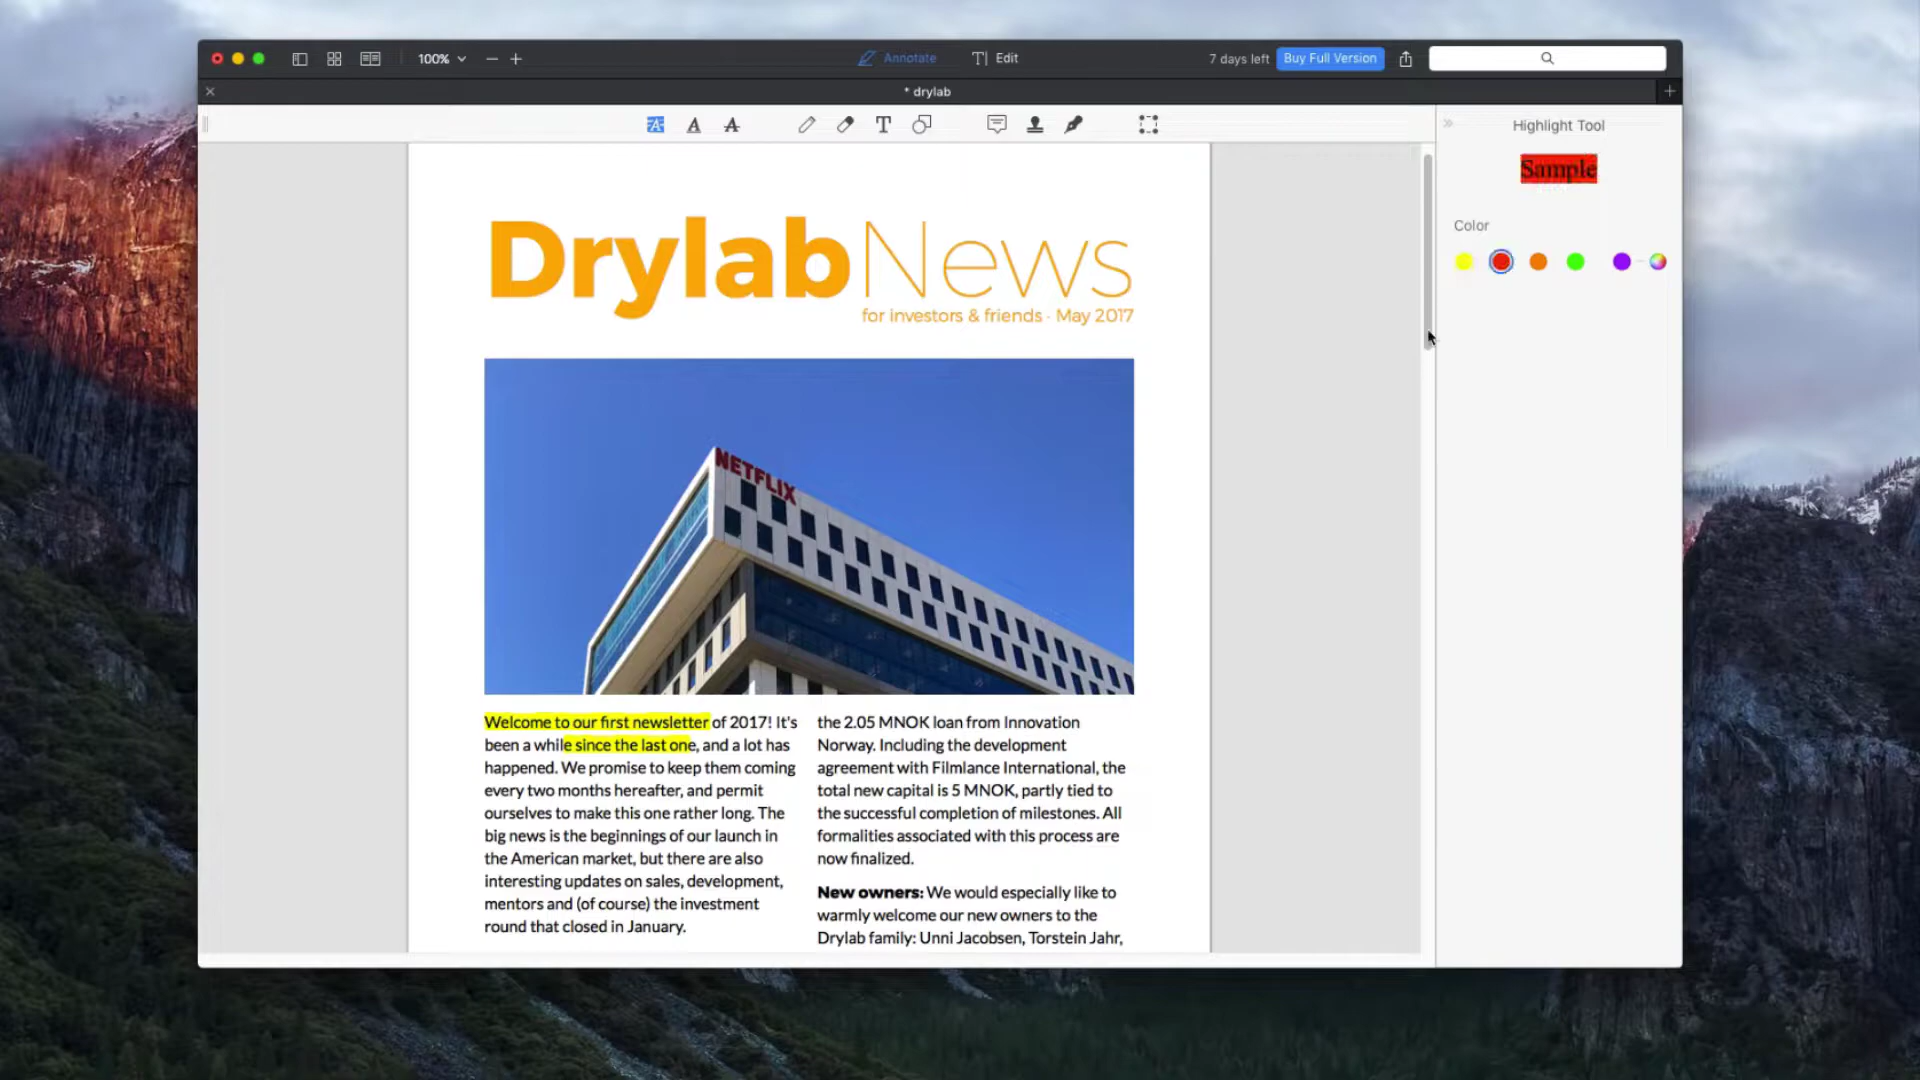 100%
Annotate
Edit
7 days left
Buy Full Version
* drylab
Highlight Tool
Sample
Color
DrylabNews
for investors & friends · May 2017
NETFLIX
Welcome to our first newsletter of 2017! It's
been a while since the last one, and a lot has
happened. We promise to keep them coming
every two months hereafter, and permit
ourselves to make this one rather long. The
big news is the beginnings of our launch in
the American market, but there are also
interesting updates on sales, development,
mentors and (of course) the investment
round that closed in January.
the 2.05 MNOK loan from Innovation
Norway. Including the development
agreement with Filmlance International, the
total new capital is 5 MNOK, partly tied to
the successful completion of milestones. All
formalities associated with this process are
now finalized.
New owners: We would especially like to
warmly welcome our new owners to the
Drylab family: Unni Jacobsen, Torstein Jahr,